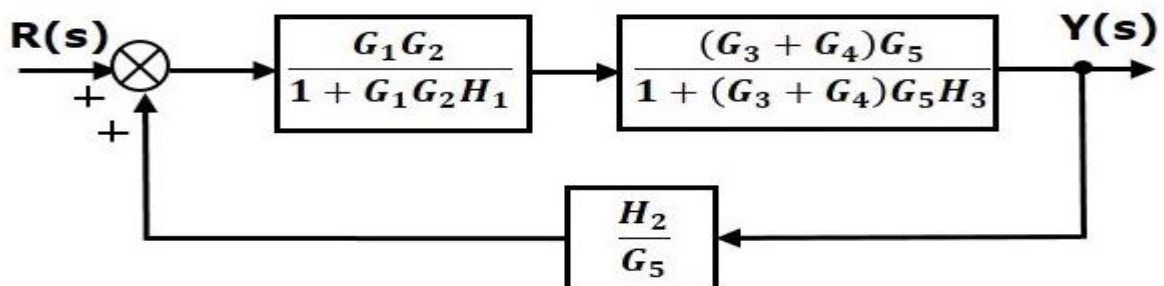 R(s)
+
+
G₁G₂
1 + G₁G₂H₁
(G₃ + G₄)G₅
1 + (G₃ + G₄)G₅H₃
Y(s)
H₂
G₅